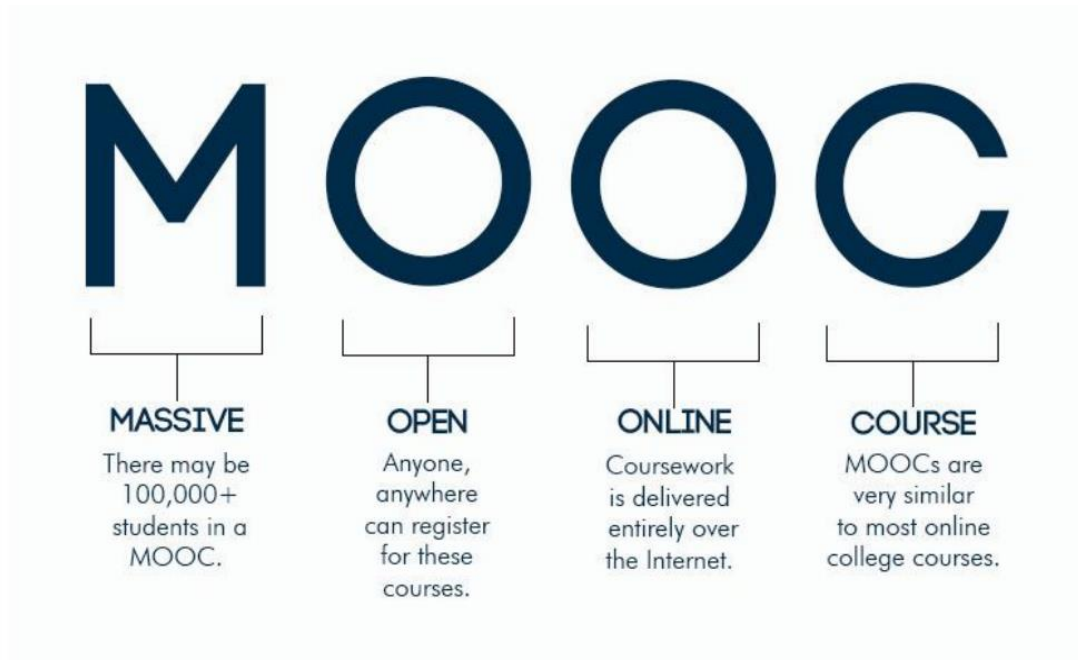 MOOC
MASSIVE
There may be
100,000+
students in a
MOOC.
OPEN
Anyone,
anywhere
can register
for these
courses.
ONLINE
Coursework
is delivered
entirely over
the Internet.
COURSE
MOOCs are
very similar
to most online
college courses.